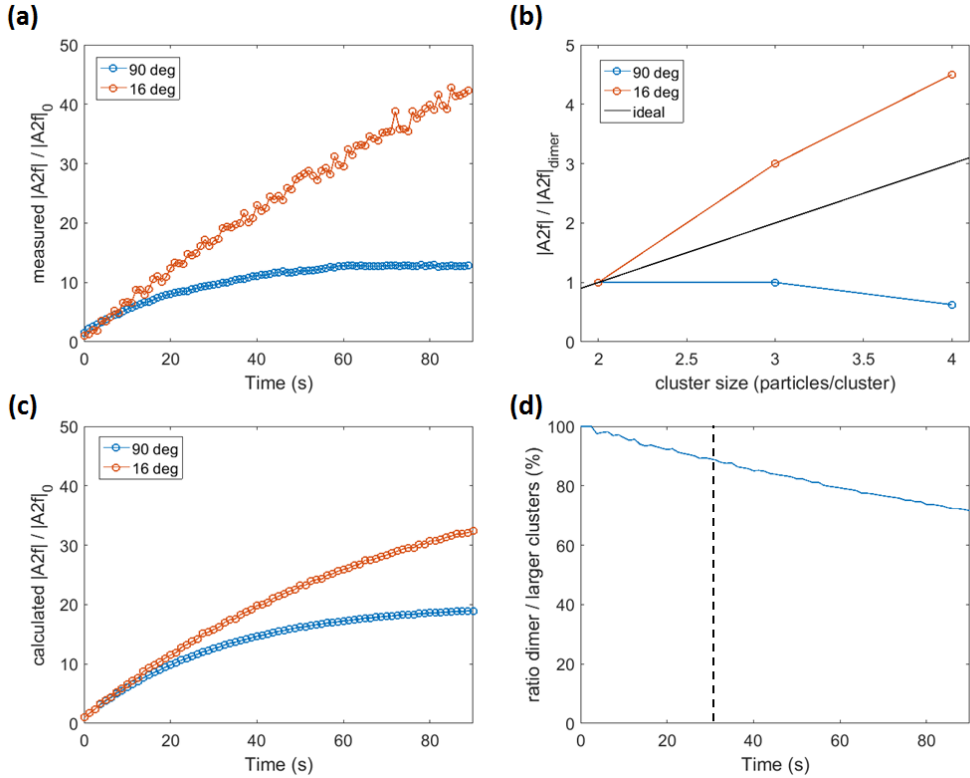 (a)
50
40
30
20
10
0
0
20
40
60
80
measured |A2f| / |A2f|0
Time (s)
90 deg
16 deg
(b)
5
4
3
2
1
0
2
2.5
3
3.5
4
|A2f| / |A2f|dimer
cluster size (particles/cluster)
90 deg
16 deg
ideal
(c)
50
40
30
20
10
0
0
20
40
60
80
calculated |A2f| / |A2f|0
Time (s)
90 deg
16 deg
(d)
100
80
60
40
20
0
0
20
40
60
80
ratio dimer / larger clusters (%)
Time (s)